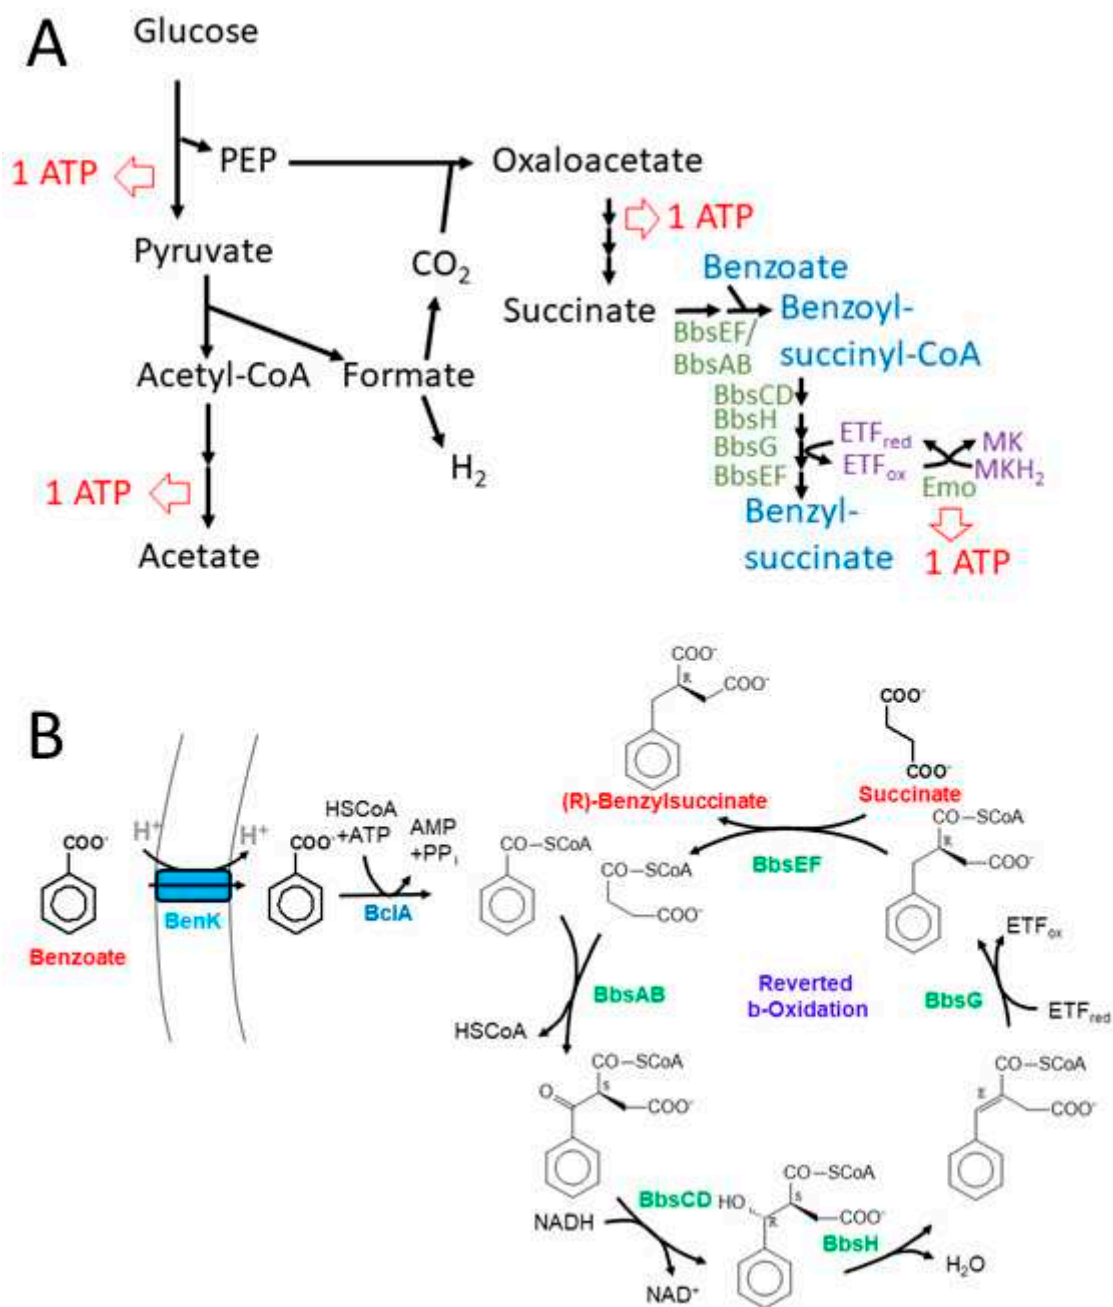 A
Glucose
1 ATP
PEP
Oxaloacetate
1 ATP
Pyruvate
CO₂
Benzoate
Succinate
Benzoyl-
succinyl-CoA
BbsEF/
BbsAB
Acetyl-CoA
Formate
BbsCD
BbsH
BbsG
BbsEF
ETF_red
ETF_ox
MK
MKH₂
Emo
H₂
1 ATP
Benzyl-
succinate
1 ATP
Acetate
B
COO⁻
R
COO⁻
(R)-Benzylsuccinate
COO⁻
COO⁻
Succinate
COO⁻
Benzoate
H⁺
H⁺
BenK
COO⁻
HSCoA
+ATP
AMP
+PPᵢ
BclA
CO–SCoA
CO–SCoA
COO⁻
BbsEF
CO–SCoA
R
COO⁻
BbsAB
HSCoA
Reverted
b-Oxidation
BbsG
ETF_ox
ETF_red
CO–SCoA
O
S
COO⁻
CO–SCoA
E
COO⁻
BbsCD
NADH
NAD⁺
CO–SCoA
HO
S
R
COO⁻
BbsH
H₂O